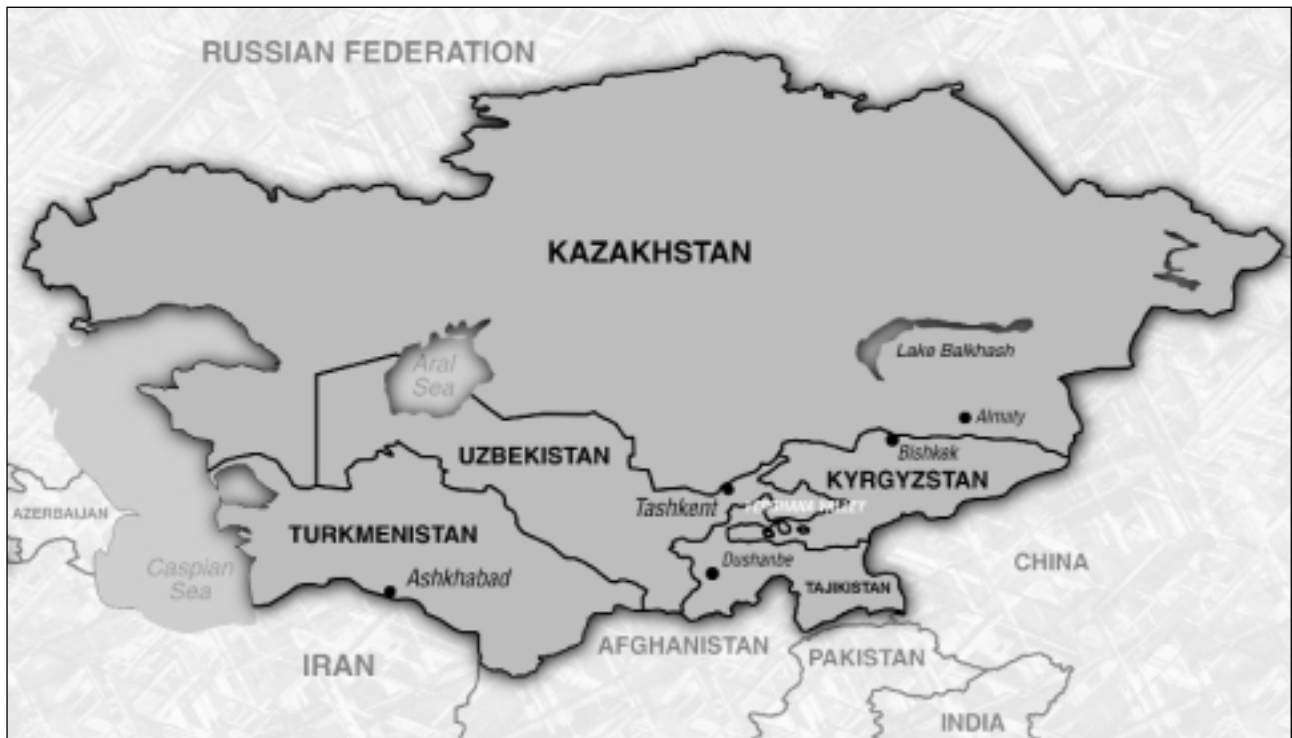 RUSSIAN FEDERATION
KAZAKHSTAN
Aral
Sea
Lake Balkhash
Almaty
Bishkek
UZBEKISTAN
KYRGYZSTAN
Tashkent
VALLEY
AZERBAIJAN
TURKMENISTAN
Caspian
Sea
Ashkhabad
Dushanbe
TAJIKISTAN
CHINA
IRAN
AFGHANISTAN
PAKISTAN
INDIA